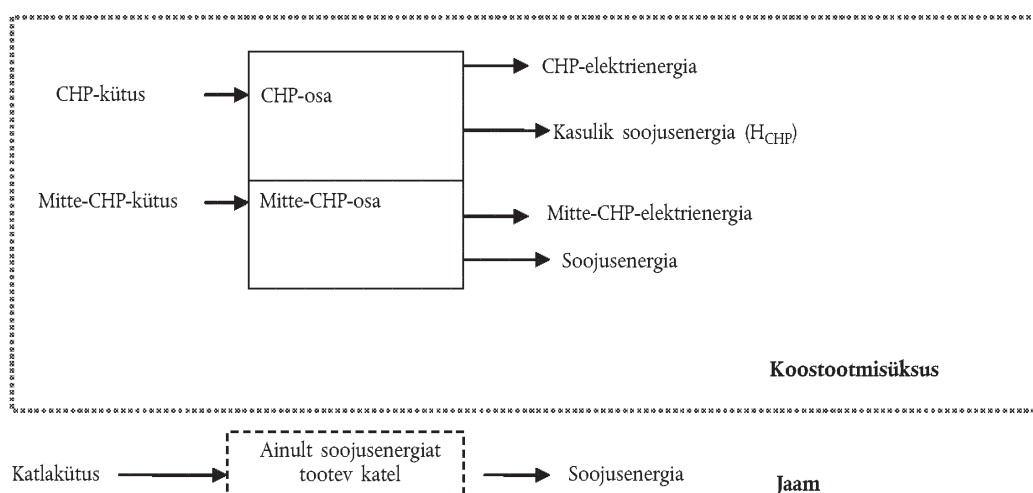 CHP-elektrienergia
CHP-kütus
CHP-osa
Kasulik soojusenergia (HCHP)
Mitte-CHP-kütus
Mitte-CHP-osa
Mitte-CHP-elektrienergia
Soojusenergia
Koostootmisüksus
Ainult soojusenergiat
tootev katel
Katlakütus
Soojusenergia
Jaam